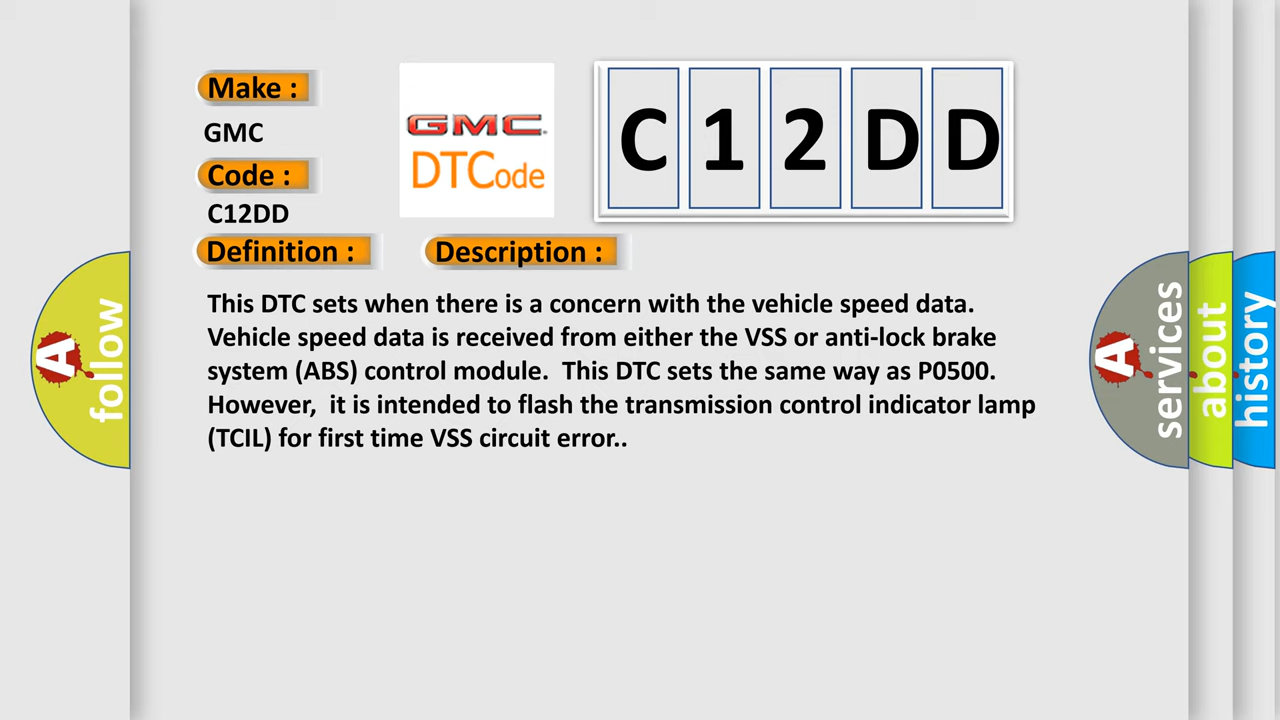 Make :
GMC
Code :
C12DD
GMC
DTCode
C12DD
Definition :
Description :
This DTC sets when there is a concern with the vehicle speed data.
Vehicle speed data is received from either the VSS or anti-lock brake
system (ABS) control module. This DTC sets the same way as P0500.
However, it is intended to flash the transmission control indicator lamp
(TCIL) for first time VSS circuit error..
A follow
A services
about
history